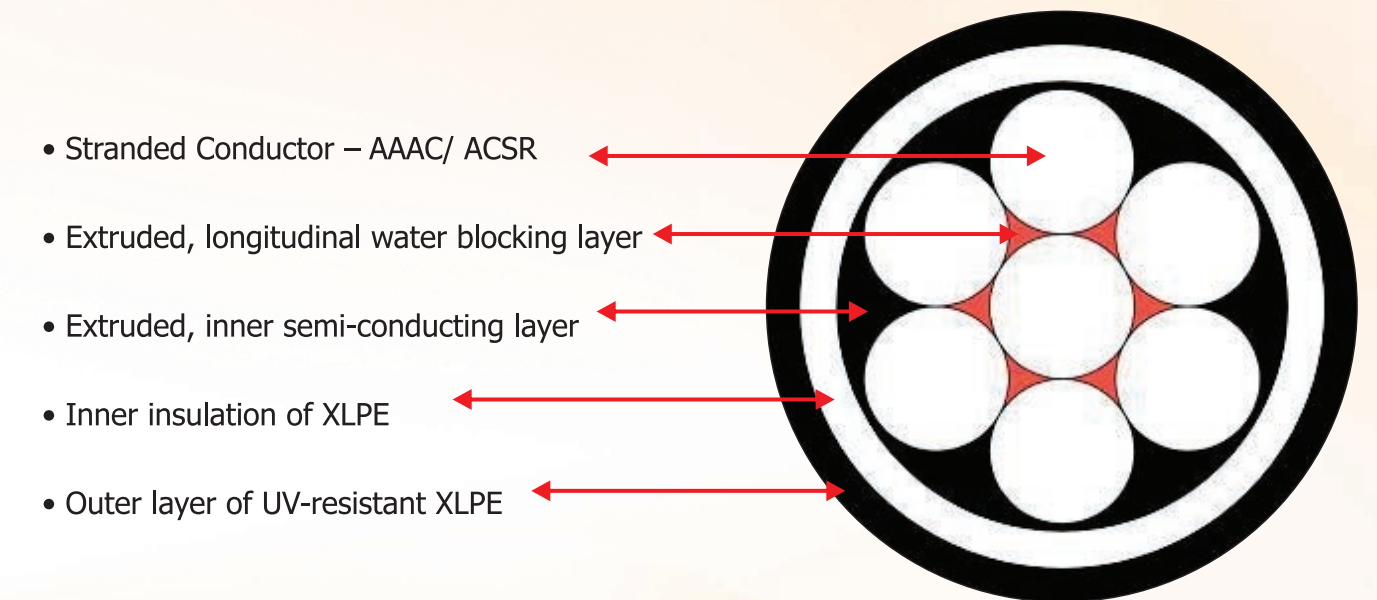 • Stranded Conductor – AAAC/ ACSR
• Extruded, longitudinal water blocking layer
• Extruded, inner semi-conducting layer
• Inner insulation of XLPE
• Outer layer of UV-resistant XLPE